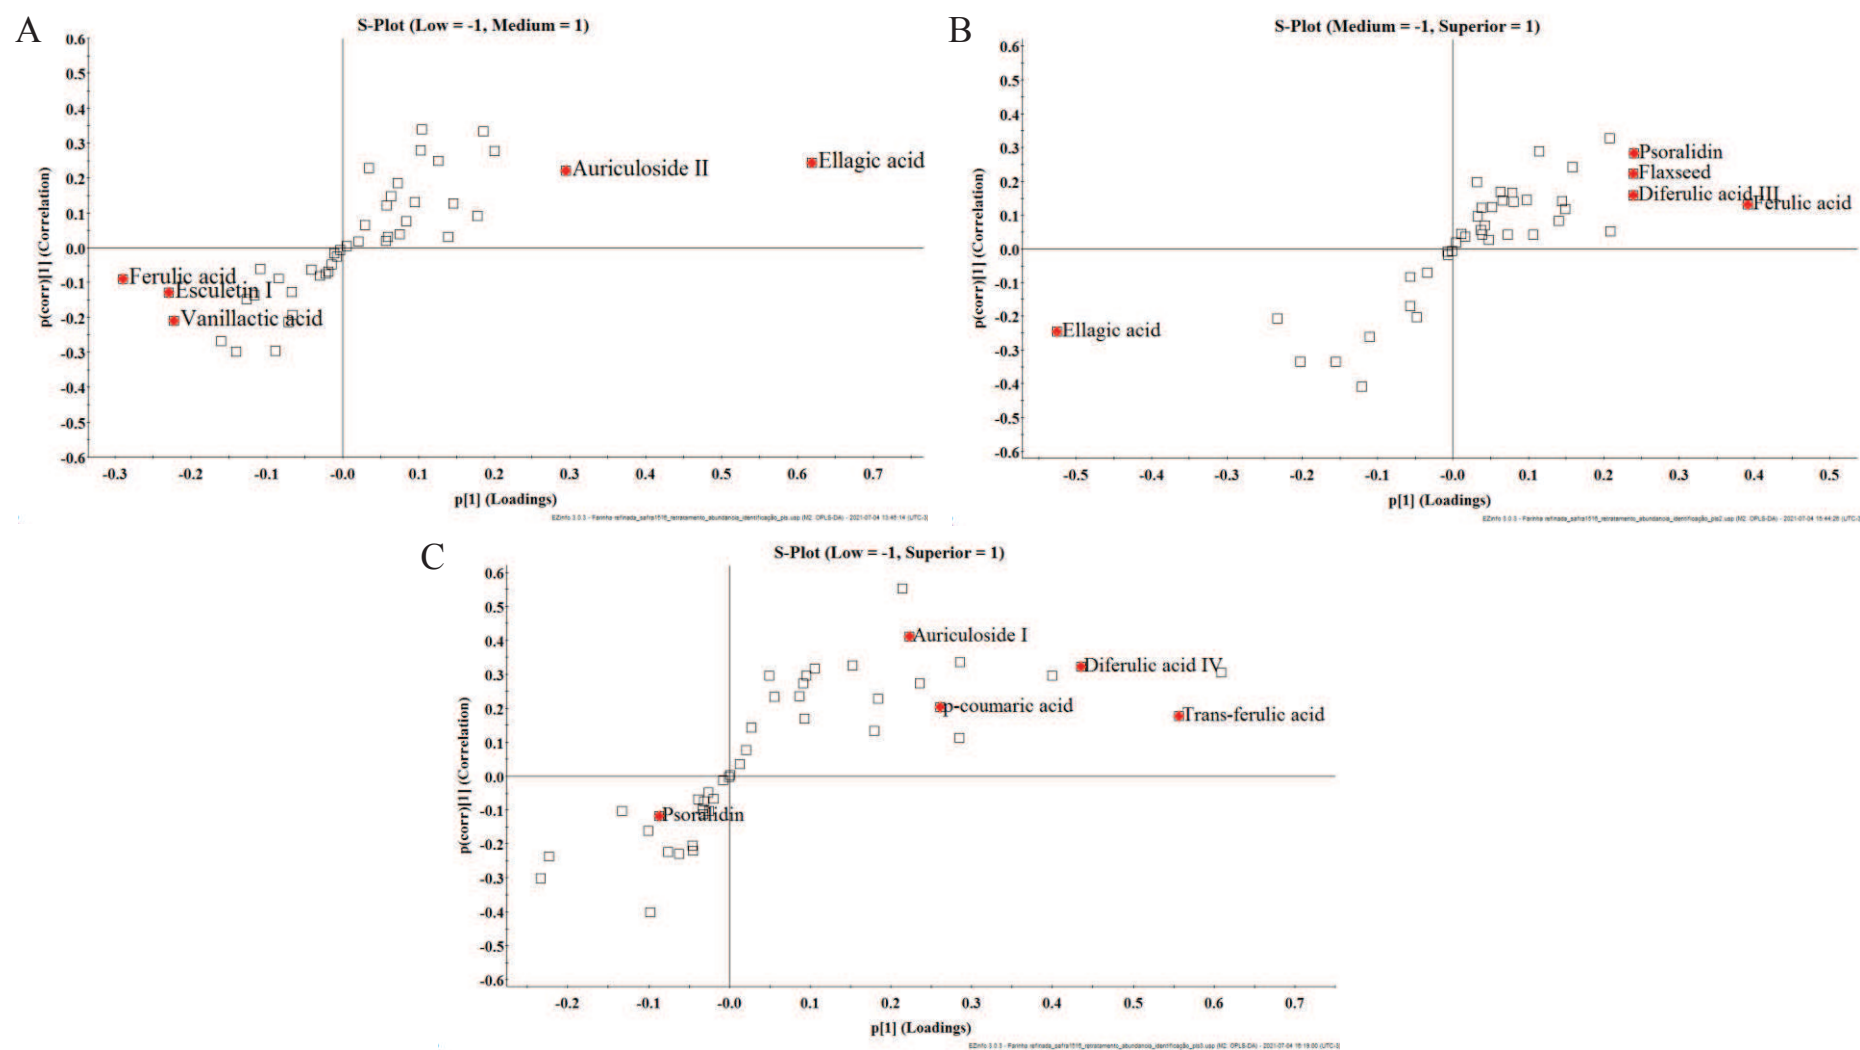 A
S-Plot (Low = -1, Medium = 1)
p(corr)[1] (Correlation)
0.6
0.5
0.4
0.3
0.2
0.1
0.0
-0.1
-0.2
-0.3
-0.4
-0.5
-0.6
Auriculoside II
Ellagic acid
Ferulic acid
Esculetin I
Vanillactic acid
-0.3 -0.2 -0.1 -0.0 0.1 0.2 0.3 0.4 0.5 0.6 0.7
p[1] (Loadings)
B
S-Plot (Medium = -1, Superior = 1)
p(corr)[1] (Correlation)
0.6
0.5
0.4
0.3
0.2
0.1
0.0
-0.1
-0.2
-0.3
-0.4
-0.5
-0.6
Psoralidin
Flaxseed
Diferulic acid III
Ferulic acid
Ellagic acid
-0.5 -0.4 -0.3 -0.2 -0.1 -0.0 0.1 0.2 0.3 0.4 0.5
p[1] (Loadings)
C
S-Plot (Low = -1, Superior = 1)
p(corr)[1] (Correlation)
0.6
0.5
0.4
0.3
0.2
0.1
0.0
-0.1
-0.2
-0.3
-0.4
-0.5
-0.6
Auriculoside I
Diferulic acid IV
p-coumaric acid
Trans-ferulic acid
Psoralidin
-0.2 -0.1 -0.0 0.1 0.2 0.3 0.4 0.5 0.6 0.7
p[1] (Loadings)